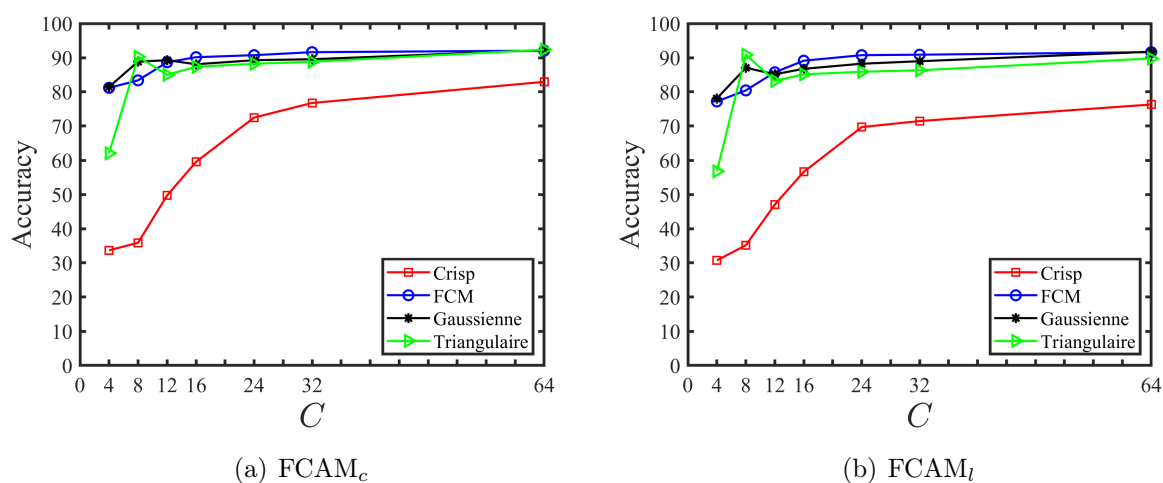 100
90
80
70
60
50
40
30
20
10
0
Accuracy
0 4 8 12 16 24 32 64
C
Crisp
FCM
Gaussienne
Triangulaire
(a) FCAM_c
100
90
80
70
60
50
40
30
20
10
0
Accuracy
0 4 8 12 16 24 32 64
C
Crisp
FCM
Gaussienne
Triangulaire
(b) FCAM_l